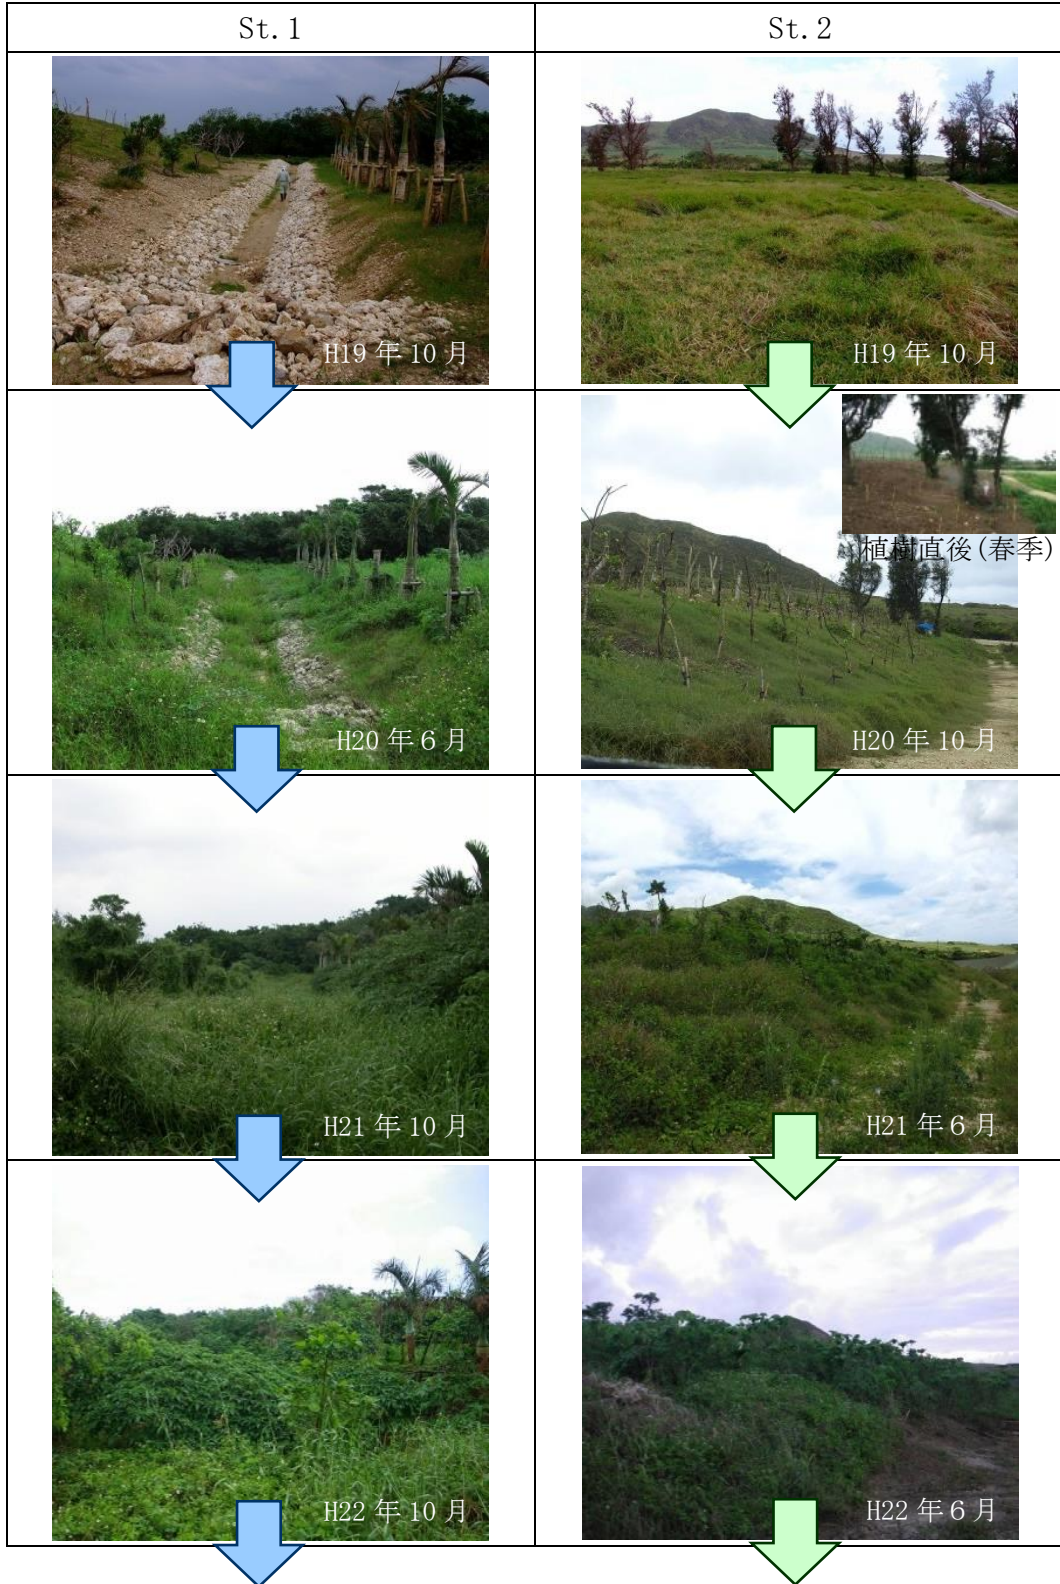 St.1
St.2
H19年10月
H19年10月
植樹直後(春季)
H20年6月
H20年10月
H21年10月
H21年6月
H22年10月
H22年6月